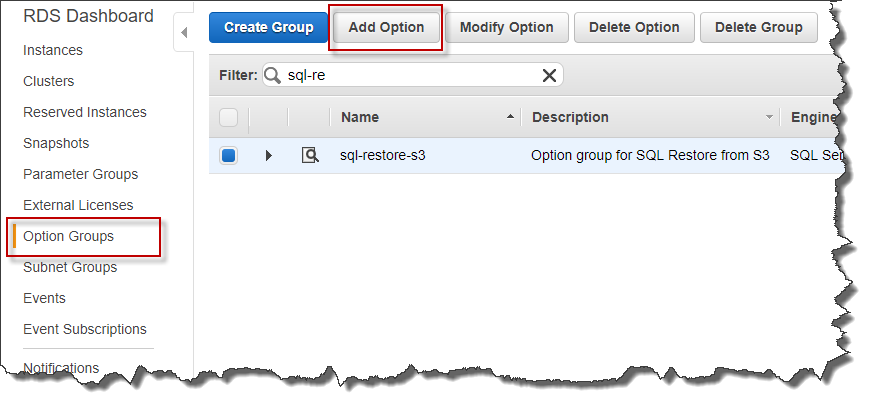 RDS Dashboard
Instances
Clusters
Reserved Instances
Snapshots
Parameter Groups
External Licenses
Option Groups
Subnet Groups
Events
Event Subscriptions
Notifications
Create Group Add Option Modify Option Delete Option Delete Group
Filter: sql-re
Name Description Engine
sql-restore-s3 Option group for SQL Restore from S3 SQL Ser